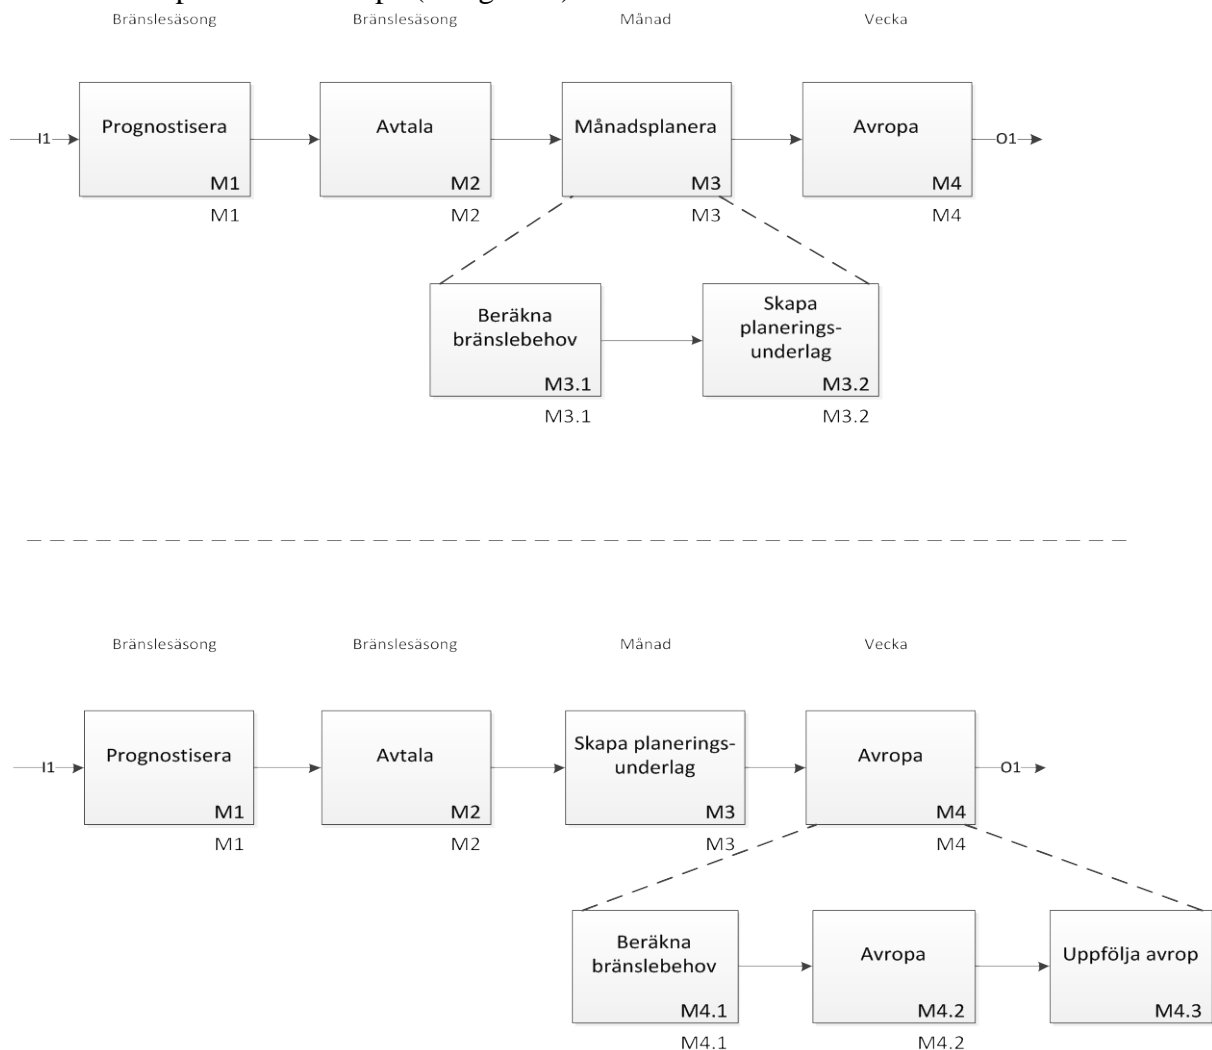 Bränslesäsong Bränslesäsong Månad Vecka
I1 Prognostisera Avtala Månadsplanera Avropa O1
M1 M2 M3 M4
M1 M2 M3 M4
Beräkna
bränslebehov
M3.1
M3.1
Skapa
planerings-
underlag
M3.2
M3.2
Bränslesäsong Bränslesäsong Månad Vecka
I1 Prognostisera Avtala
Skapa planerings-
underlag
Avropa O1
M1 M2 M3 M4
M1 M2 M3 M4
Beräkna
bränslebehov
M4.1
M4.1
Avropa
M4.2
M4.2
Uppfölja avrop
M4.3